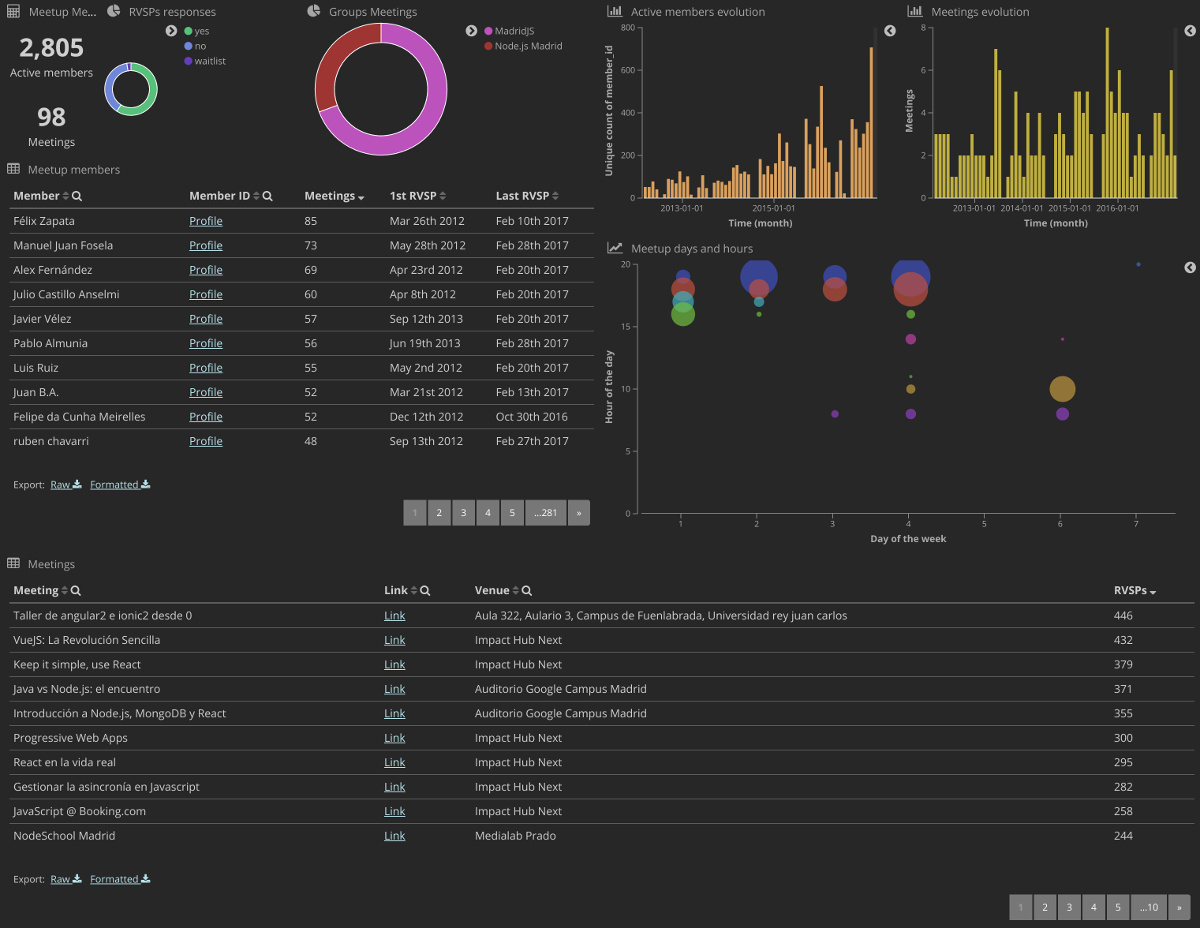 Meetup Me...
RVSPs responses
2,805
Active members
98
Meetings
yes
no
waitlist
Groups Meetings
MadridJS
Node.js Madrid
Active members evolution
Unique count of member_id
800
600
400
200
0
2013-01-01 2015-01-01
Time (month)
Meetings evolution
Meetings
8
6
4
2
0
2013-01-01 2014-01-01 2015-01-01 2016-01-01
Time (month)
Meetup members
Member Member ID Meetings 1st RVSP Last RVSP
Félix Zapata Profile 85 Mar 26th 2012 Feb 10th 2017
Manuel Juan Fosela Profile 73 May 28th 2012 Feb 28th 2017
Alex Fernández Profile 69 Apr 23rd 2012 Feb 20th 2017
Julio Castillo Anselmi Profile 60 Apr 8th 2012 Feb 20th 2017
Javier Vélez Profile 57 Sep 12th 2013 Feb 20th 2017
Pablo Almunia Profile 56 Jun 19th 2013 Feb 28th 2017
Luis Ruiz Profile 55 May 2nd 2012 Feb 20th 2017
Juan B.A. Profile 52 Mar 21st 2012 Feb 13th 2017
Felipe da Cunha Meirelles Profile 52 Dec 12th 2012 Oct 30th 2016
ruben chavarri Profile 48 Sep 13th 2012 Feb 27th 2017
Export: Raw Formatted
1 2 3 4 5 ...281 »
Meetup days and hours
Hour of the day
20
15
10
5
0
1 2 3 4 5 6 7
Day of the week
Meetings
Meeting Link Venue RVSPs
Taller de angular2 e ionic2 desde 0 Link Aula 322, Aulario 3, Campus de Fuenlabrada, Universidad rey juan carlos 446
VueJS: La Revolución Sencilla Link Impact Hub Next 432
Keep it simple, use React Link Impact Hub Next 379
Java vs Node.js: el encuentro Link Auditorio Google Campus Madrid 371
Introducción a Node.js, MongoDB y React Link Auditorio Google Campus Madrid 355
Progressive Web Apps Link Impact Hub Next 300
React en la vida real Link Impact Hub Next 295
Gestionar la asincronía en Javascript Link Impact Hub Next 282
JavaScript @ Booking.com Link Impact Hub Next 258
NodeSchool Madrid Link Medialab Prado 244
Export: Raw Formatted
1 2 3 4 5 ...10 »